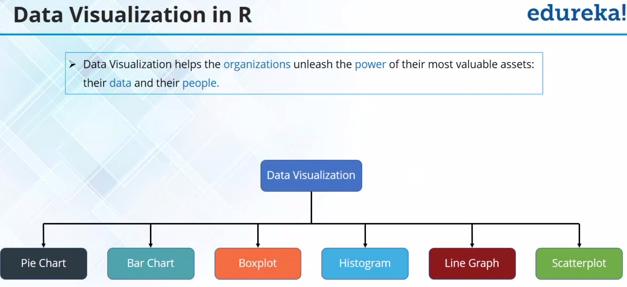 Data Visualization in R
edureka!
➤ Data Visualization helps the organizations unleash the power of their most valuable assets:
their data and their people.
Data Visualization
Pie Chart
Bar Chart
Boxplot
Histogram
Line Graph
Scatterplot